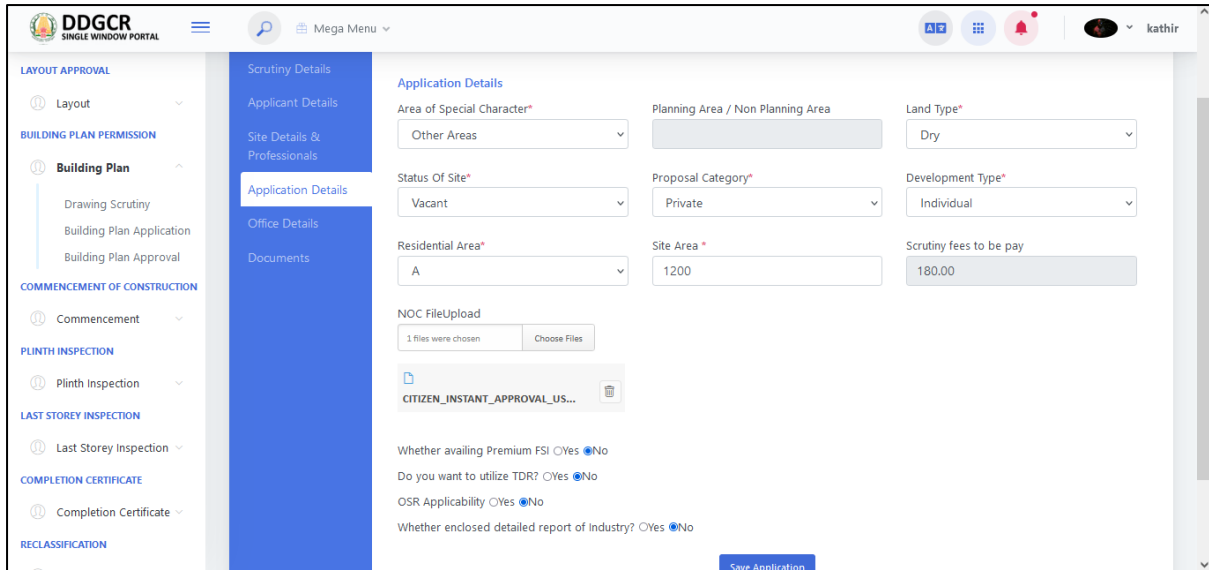 DDGCR
SINGLE WINDOW PORTAL
Mega Menu
kathir
LAYOUT APPROVAL
Layout
BUILDING PLAN PERMISSION
Building Plan
Drawing Scrutiny
Building Plan Application
Building Plan Approval
COMMENCEMENT OF CONSTRUCTION
Commencement
PLINTH INSPECTION
Plinth Inspection
LAST STOREY INSPECTION
Last Storey Inspection
COMPLETION CERTIFICATE
Completion Certificate
RECLASSIFICATION
Scrutiny Details
Applicant Details
Site Details &
Professionals
Application Details
Office Details
Documents
Application Details
Area of Special Character*
Planning Area / Non Planning Area
Land Type*
Other Areas
Dry
Status Of Site*
Proposal Category*
Development Type*
Vacant
Private
Individual
Residential Area*
Site Area *
Scrutiny fees to be pay
A
1200
180.00
NOC FileUpload
1 files were chosen
Choose Files
CITIZEN_INSTANT_APPROVAL_US...
Whether availing Premium FSI Yes No
Do you want to utilize TDR? Yes No
OSR Applicability Yes No
Whether enclosed detailed report of Industry? Yes No
Save Application